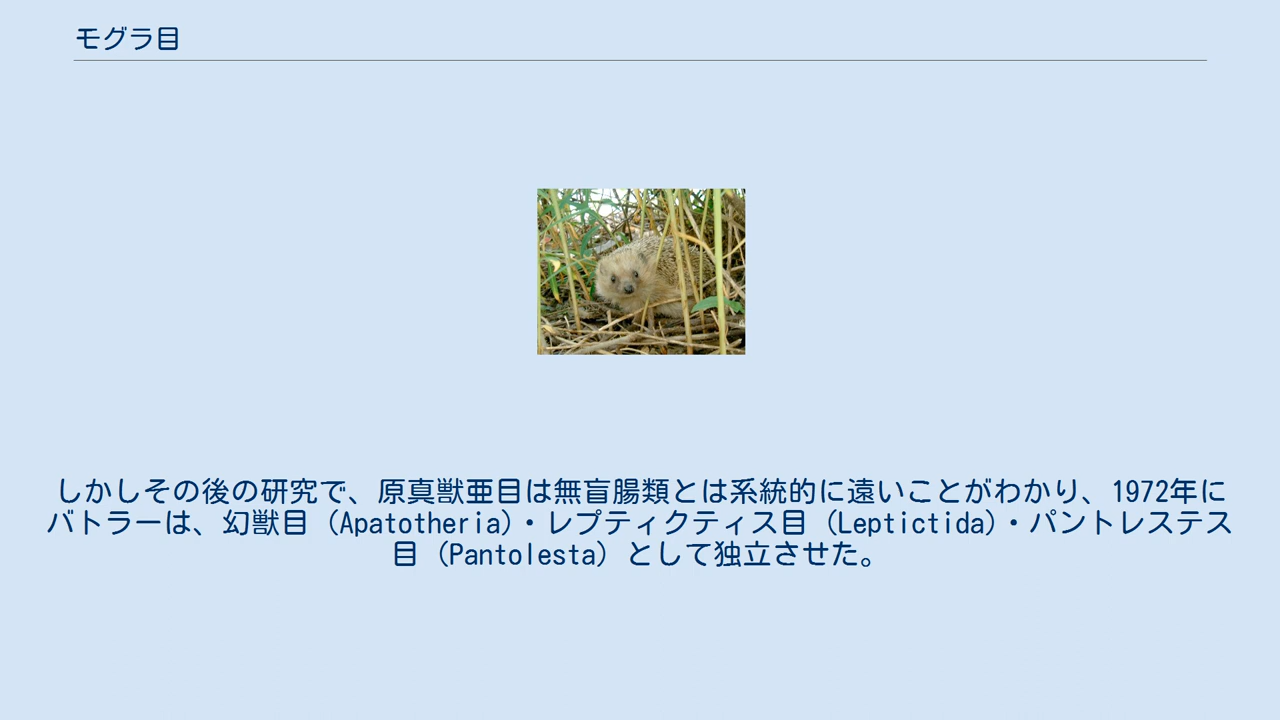 モグラ目
しかしその後の研究で、原真獣亜目は無盲腸類とは系統的に遠いことがわかり、1972年に
バトラーは、幻獣目（Apatotheria）・レプティクティス目（Leptictida）・パントレステス
目（Pantolesta）として独立させた。